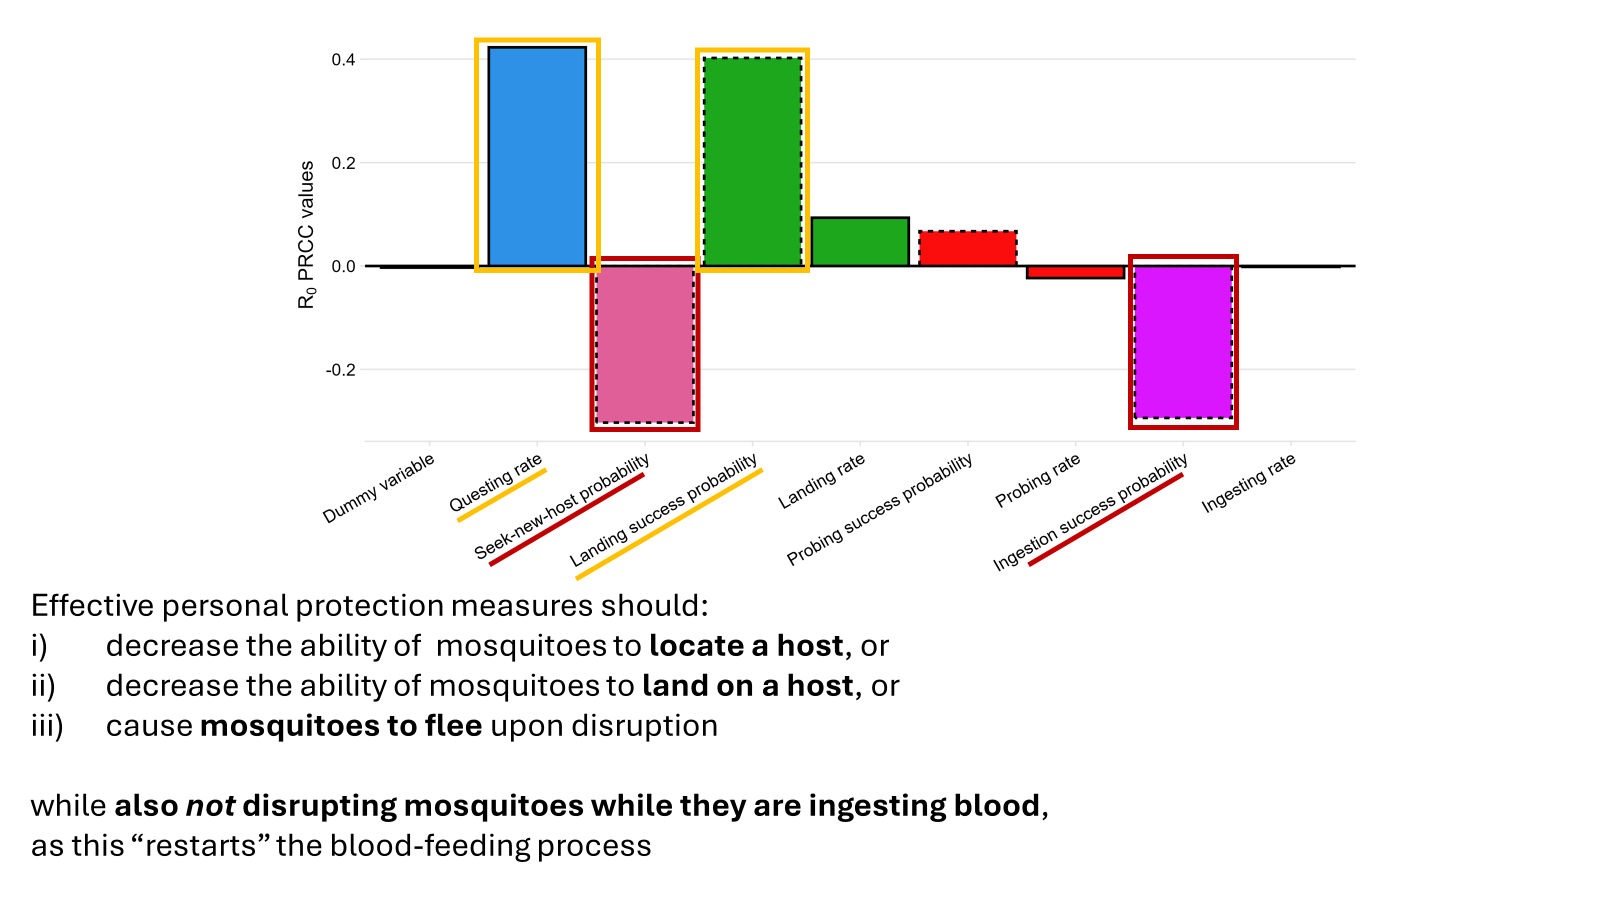 0.4
0.2
0.0
-0.2
R0 PRCC values
Dummy variable
Questing rate
Seek-new-host probability
Landing success probability
Landing rate
Probing success probability
Probing rate
Ingestion success probability
Ingesting rate
Effective personal protection measures should:
i) decrease the ability of mosquitoes to locate a host, or
ii) decrease the ability of mosquitoes to land on a host, or
iii) cause mosquitoes to flee upon disruption
while also not disrupting mosquitoes while they are ingesting blood,
as this “restarts” the blood-feeding process